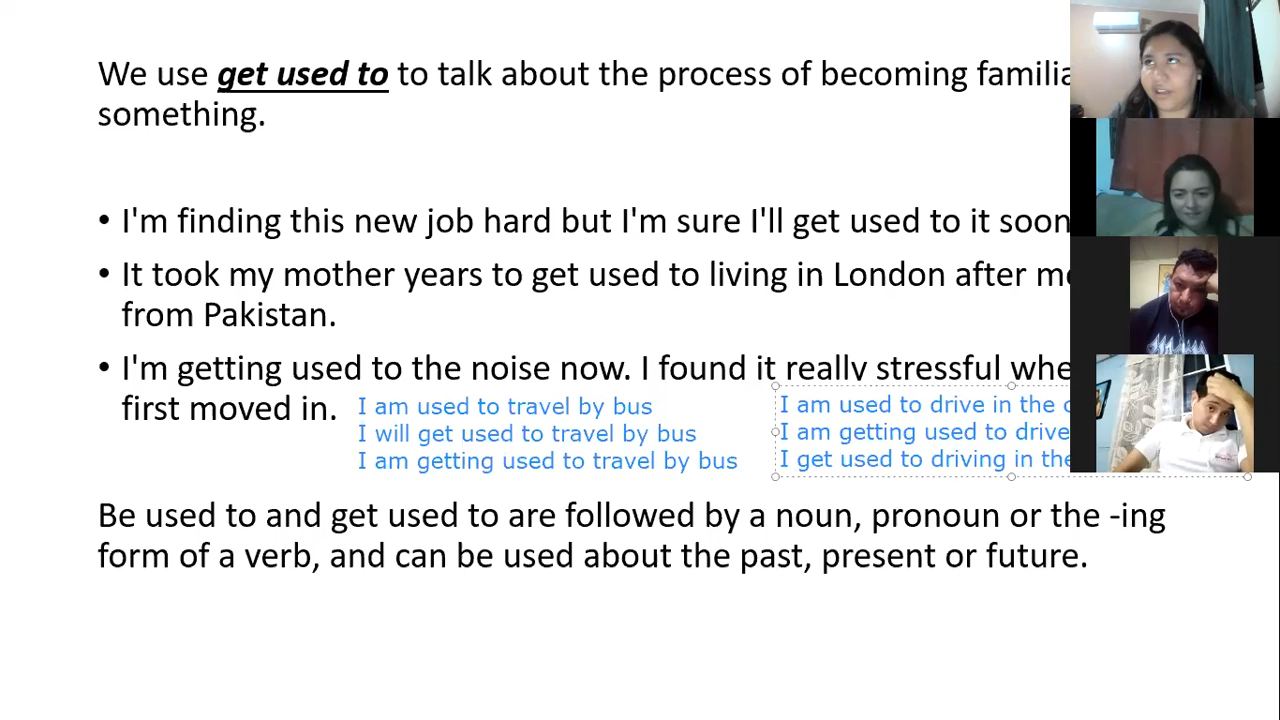 We use get used to to talk about the process of becoming
something.
• I'm finding this new job hard but I'm sure I'll get used to it soon
• It took my mother years to get used to living in London after
from Pakistan.
• I'm getting used to the noise now. I found it really stressful
first moved in.
I am used to travel by bus
I will get used to travel by bus
I am getting used to travel by bus
I am used to drive in the
I am getting used to drive
I get used to driving in the
Be used to and get used to are followed by a noun, pronoun or the -ing
form of a verb, and can be used about the past, present or future.